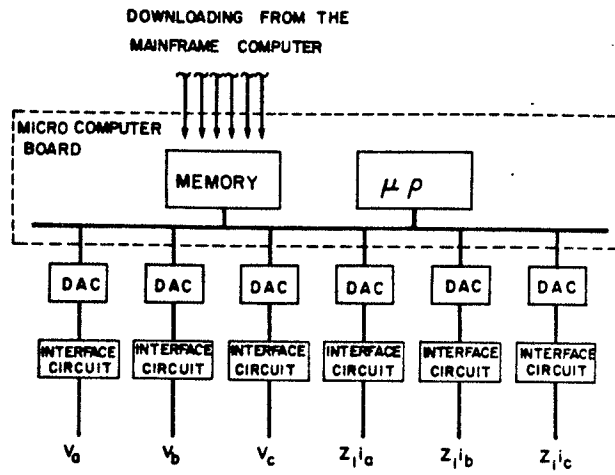 DOWNLOADING FROM THE
MAINFRAME COMPUTER
MICRO COMPUTER
BOARD
MEMORY
μρ
DAC DAC DAC DAC DAC DAC
INTERFACE INTERFACE INTERFACE INTERFACE INTERFACE INTERFACE
CIRCUIT CIRCUIT CIRCUIT CIRCUIT CIRCUIT CIRCUIT
Va Vb Vc Z1ia Z1ib Z1ic